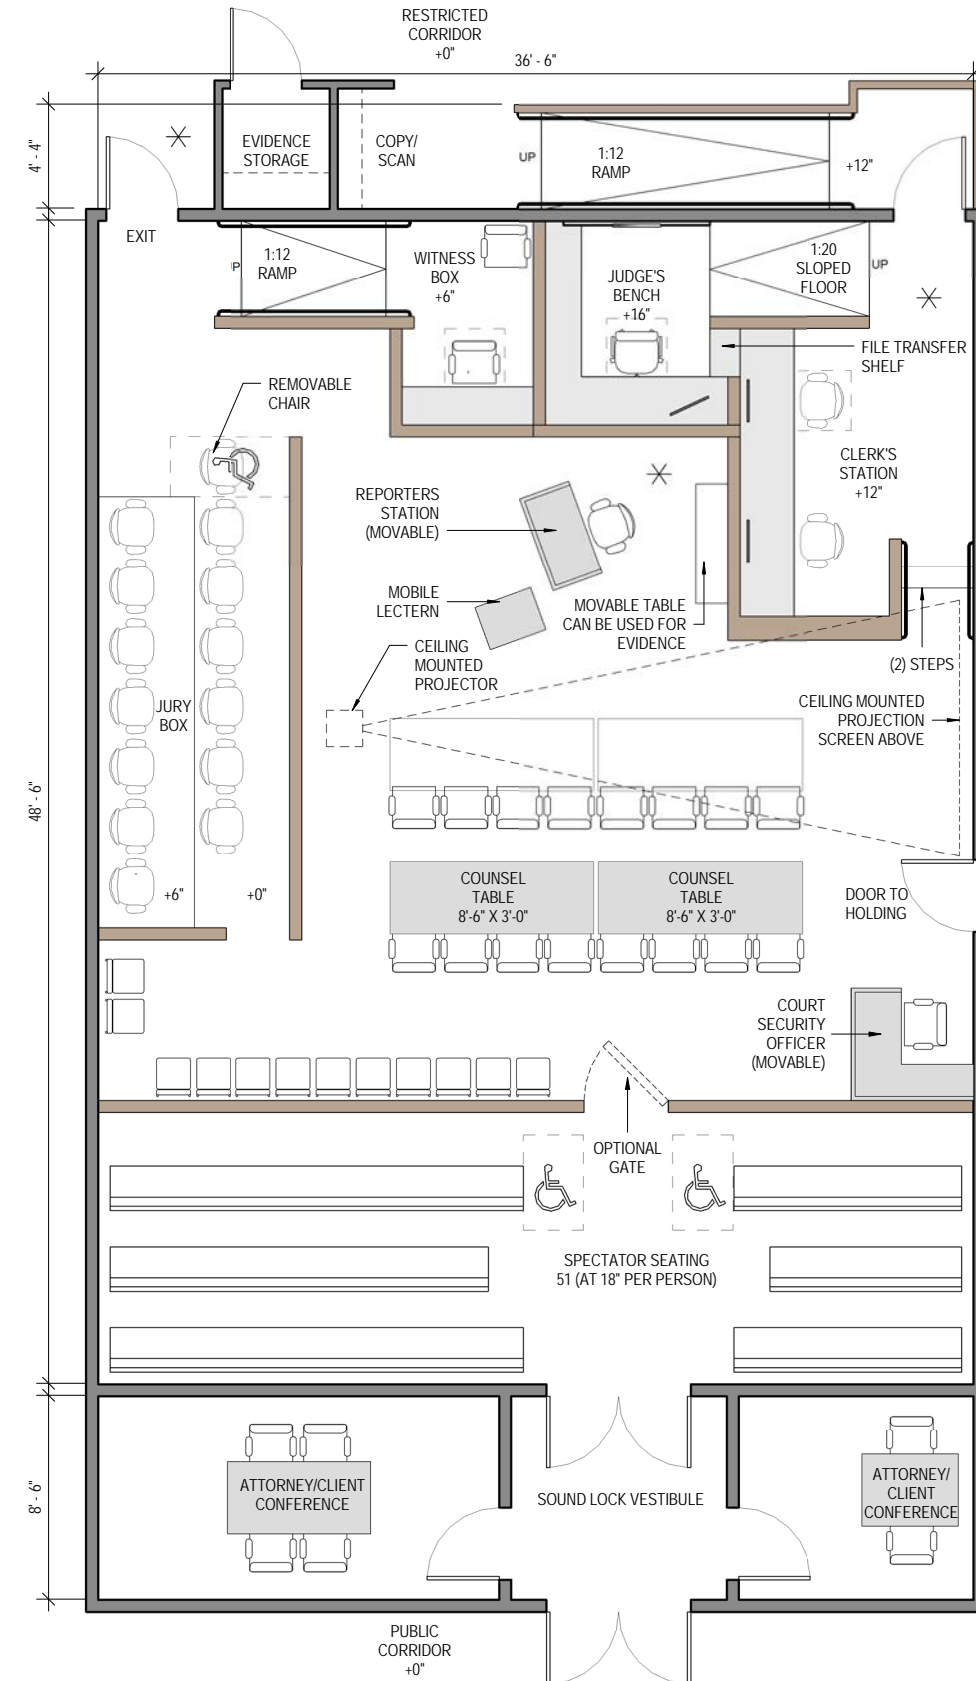 RESTRICTED
CORRIDOR
+0"
36' - 6"
4' - 4"
EVIDENCE
STORAGE
COPY/
SCAN
UP
1:12
RAMP
+12"
EXIT
UP
1:12
RAMP
WITNESS
BOX
+6"
JUDGE'S
BENCH
+16"
1:20
SLOPED
FLOOR
UP
FILE TRANSFER
SHELF
REMOVABLE
CHAIR
CLERK'S
STATION
+12"
REPORTERS
STATION
(MOVABLE)
MOBILE
LECTERN
MOVABLE TABLE
CAN BE USED FOR
EVIDENCE
CEILING
MOUNTED
PROJECTOR
(2) STEPS
JURY
BOX
CEILING MOUNTED
PROJECTION
SCREEN ABOVE
48' - 6"
+6"
+0"
COUNSEL
TABLE
8'-6" X 3'-0"
COUNSEL
TABLE
8'-6" X 3'-0"
DOOR TO
HOLDING
COURT
SECURITY
OFFICER
(MOVABLE)
OPTIONAL
GATE
SPECTATOR SEATING
51 (AT 18" PER PERSON)
8' - 6"
ATTORNEY/CLIENT
CONFERENCE
SOUND LOCK VESTIBULE
ATTORNEY/
CLIENT
CONFERENCE
PUBLIC
CORRIDOR
+0"